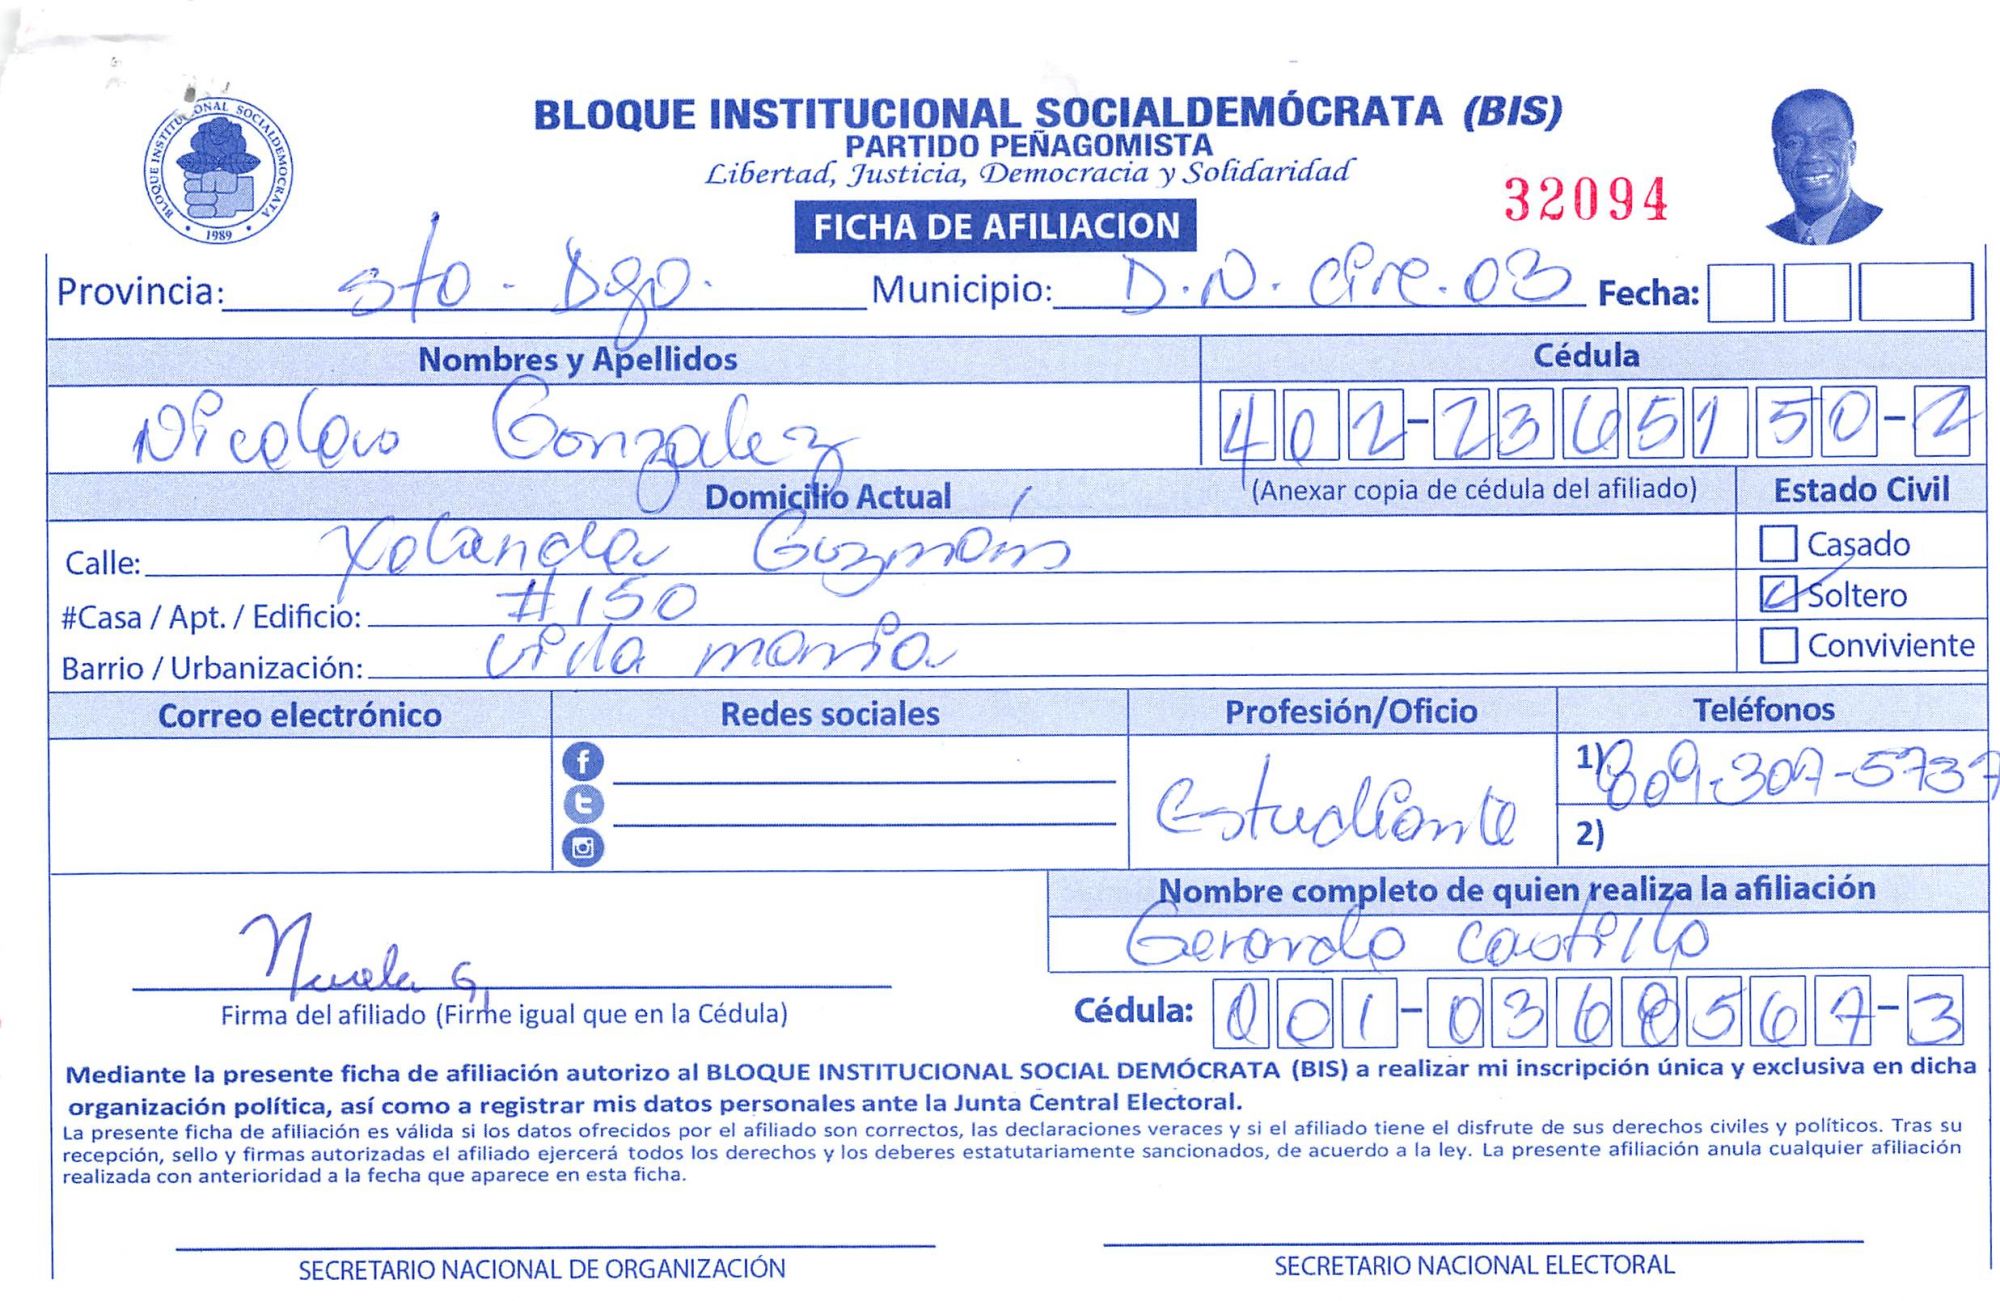 BLOQUE INSTITUCIONAL SOCIALDEMÓCRATA (BIS)
PARTIDO PEÑAGOMISTA
Libertad, Justicia, Democracia y Solidaridad
BLOQUE INSTITUCIONAL SOCIALDEMOCRATA
1989
32094
FICHA DE AFILIACION
Provincia: Sto. Dgo. Municipio: D.N. Circ. 03 Fecha:
Nombres y Apellidos Cédula
Gonzalez 402-2365150-2
Domicilio Actual (Anexar copia de cédula del afiliado) Estado Civil
Calle: Yolanda Guzmán Casado
#Casa / Apt. / Edificio: #150 Soltero
Barrio / Urbanización: Villa maria Conviviente
Correo electrónico Redes sociales Profesión/Oficio Teléfonos
Estudiante 1) 809-307-5737
2)
Nombre completo de quien realiza la afiliación
Gerardo Castillo
Firma del afiliado (Firme igual que en la Cédula) Cédula: 001-0368567-3
Mediante la presente ficha de afiliación autorizo al BLOQUE INSTITUCIONAL SOCIAL DEMÓCRATA (BIS) a realizar mi inscripción única y exclusiva en dicha
organización política, así como a registrar mis datos personales ante la Junta Central Electoral.
La presente ficha de afiliación es válida si los datos ofrecidos por el afiliado son correctos, las declaraciones veraces y si el afiliado tiene el disfrute de sus derechos civiles y políticos. Tras su
recepción, sello y firmas autorizadas el afiliado ejercerá todos los derechos y los deberes estatutariamente sancionados, de acuerdo a la ley. La presente afiliación anula cualquier afiliación
realizada con anterioridad a la fecha que aparece en esta ficha.
SECRETARIO NACIONAL DE ORGANIZACIÓN SECRETARIO NACIONAL ELECTORAL